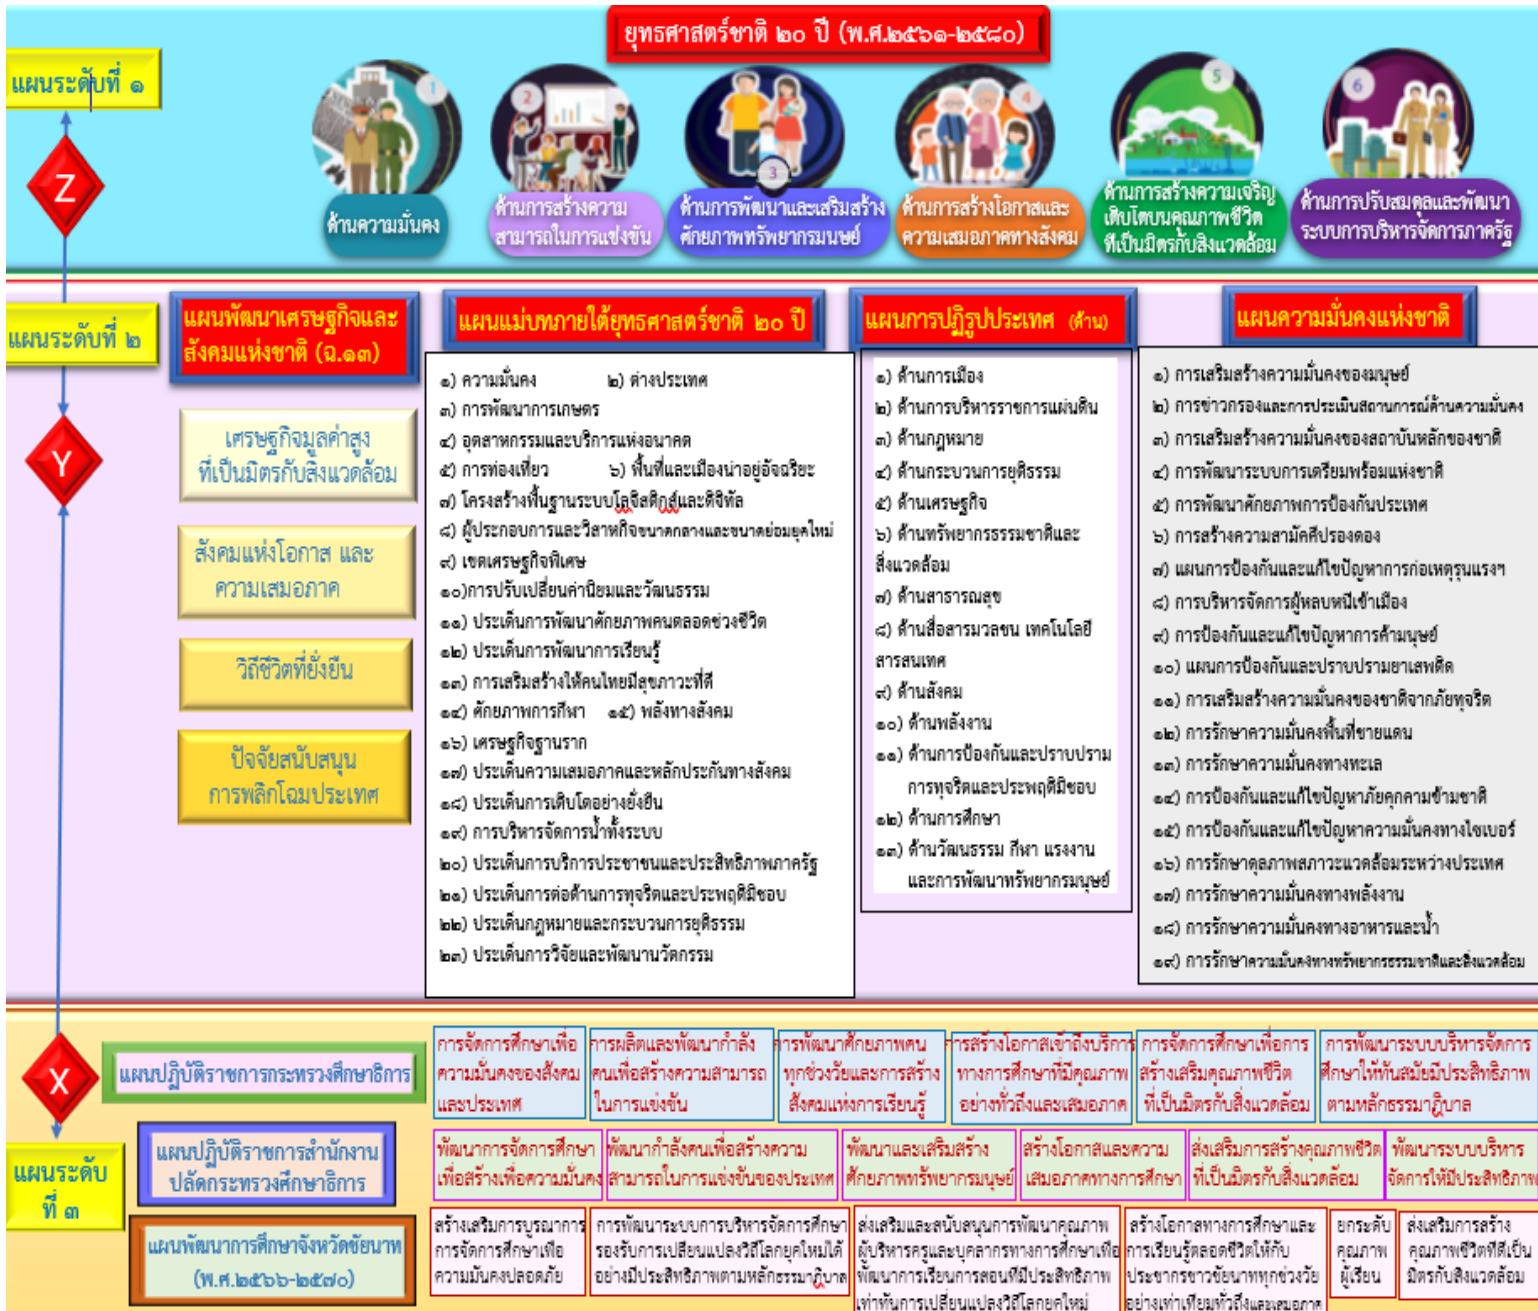 ยุทธศาสตร์ชาติ ๒๐ ปี (พ.ศ.๒๕๖๑-๒๕๘๐)
แผนระดับที่ ๑
Z
1
2
3
4
5
6
ด้านความมั่นคง
ด้านการสร้างความ
สามารถในการแข่งขัน
ด้านการพัฒนาและเสริมสร้าง
ศักยภาพทรัพยากรมนุษย์
ด้านการสร้างโอกาสและ
ความเสมอภาคทางสังคม
ด้านการสร้างความเจริญ
เติบโตบนคุณภาพชีวิต
ที่เป็นมิตรกับสิ่งแวดล้อม
ด้านการปรับสมดุลและพัฒนา
ระบบการบริหารจัดการภาครัฐ
แผนระดับที่ ๒
Y
แผนพัฒนาเศรษฐกิจและ
สังคมแห่งชาติ (ฉ.๑๓)
เศรษฐกิจมูลค่าสูง
ที่เป็นมิตรกับสิ่งแวดล้อม
สังคมแห่งโอกาส และ
ความเสมอภาค
วิถีชีวิตที่ยั่งยืน
ปัจจัยสนับสนุน
การพลิกโฉมประเทศ
แผนแม่บทภายใต้ยุทธศาสตร์ชาติ ๒๐ ปี
๑) ความมั่นคง ๒) ต่างประเทศ
๓) การพัฒนาการเกษตร
๔) อุตสาหกรรมและบริการแห่งอนาคต
๕) การท่องเที่ยว ๖) พื้นที่และเมืองน่าอยู่อัจฉริยะ
๗) โครงสร้างพื้นฐานระบบโลจิสติกส์และดิจิทัล
๘) ผู้ประกอบการและวิสาหกิจขนาดกลางและขนาดย่อมยุคใหม่
๙) เขตเศรษฐกิจพิเศษ
๑๐)การปรับเปลี่ยนค่านิยมและวัฒนธรรม
๑๑) ประเด็นการพัฒนาศักยภาพคนตลอดช่วงชีวิต
๑๒) ประเด็นการพัฒนาการเรียนรู้
๑๓) การเสริมสร้างให้คนไทยมีสุขภาวะที่ดี
๑๔) ศักยภาพการกีฬา ๑๕) พลังทางสังคม
๑๖) เศรษฐกิจฐานราก
๑๗) ประเด็นความเสมอภาคและหลักประกันทางสังคม
๑๘) ประเด็นการเติบโตอย่างยั่งยืน
๑๙) การบริหารจัดการน้ำทั้งระบบ
๒๐) ประเด็นการบริการประชาชนและประสิทธิภาพภาครัฐ
๒๑) ประเด็นการต่อต้านการทุจริตและประพฤติมิชอบ
๒๒) ประเด็นกฎหมายและกระบวนการยุติธรรม
๒๓) ประเด็นการวิจัยและพัฒนานวัตกรรม
แผนการปฏิรูปประเทศ (ด้าน)
๑) ด้านการเมือง
๒) ด้านการบริหารราชการแผ่นดิน
๓) ด้านกฎหมาย
๔) ด้านกระบวนการยุติธรรม
๕) ด้านเศรษฐกิจ
๖) ด้านทรัพยากรธรรมชาติและ
สิ่งแวดล้อม
๗) ด้านสาธารณสุข
๘) ด้านสื่อสารมวลชน เทคโนโลยี
สารสนเทศ
๙) ด้านสังคม
๑๐) ด้านพลังงาน
๑๑) ด้านการป้องกันและปราบปราม
การทุจริตและประพฤติมิชอบ
๑๒) ด้านการศึกษา
๑๓) ด้านวัฒนธรรม กีฬา แรงงาน
และการพัฒนาทรัพยากรมนุษย์
แผนความมั่นคงแห่งชาติ
๑) การเสริมสร้างความมั่นคงของมนุษย์
๒) การข่าวกรองและการประเมินสถานการณ์ด้านความมั่นคง
๓) การเสริมสร้างความมั่นคงของสถาบันหลักของชาติ
๔) การพัฒนาระบบการเตรียมพร้อมแห่งชาติ
๕) การพัฒนาศักยภาพการป้องกันประเทศ
๖) การสร้างความสามัคคีปรองดอง
๗) แผนการป้องกันและแก้ไขปัญหาการก่อเหตุรุนแรงฯ
๘) การบริหารจัดการผู้หลบหนีเข้าเมือง
๙) การป้องกันและแก้ไขปัญหาการค้ามนุษย์
๑๐) แผนการป้องกันและปราบปรามยาเสพติด
๑๑) การเสริมสร้างความมั่นคงของชาติจากภัยทุจริต
๑๒) การรักษาความมั่นคงพื้นที่ชายแดน
๑๓) การรักษาความมั่นคงทางทะเล
๑๔) การป้องกันและแก้ไขปัญหาภัยคุกคามข้ามชาติ
๑๕) การป้องกันและแก้ไขปัญหาความมั่นคงทางไซเบอร์
๑๖) การรักษาดุลภาพสภาวะแวดล้อมระหว่างประเทศ
๑๗) การรักษาความมั่นคงทางพลังงาน
๑๘) การรักษาความมั่นคงทางอาหารและน้ำ
๑๙) การรักษาความมั่นคงทางทรัพยากรธรรมชาติและสิ่งแวดล้อม
X
แผนระดับ
ที่ ๓
แผนปฏิบัติราชการกระทรวงศึกษาธิการ
การจัดการศึกษาเพื่อ
ความมั่นคงของสังคม
และประเทศ
การผลิตและพัฒนากำลัง
คนเพื่อสร้างความสามารถ
ในการแข่งขัน
การพัฒนาศักยภาพคน
ทุกช่วงวัยและการสร้าง
สังคมแห่งการเรียนรู้
การสร้างโอกาสเข้าถึงบริการ
ทางการศึกษาที่มีคุณภาพ
อย่างทั่วถึงและเสมอภาค
การจัดการศึกษาเพื่อการ
สร้างเสริมคุณภาพชีวิต
ที่เป็นมิตรกับสิ่งแวดล้อม
การพัฒนาระบบบริหารจัดการ
ศึกษาให้ทันสมัยมีประสิทธิภาพ
ตามหลักธรรมาภิบาล
แผนปฏิบัติราชการสำนักงาน
ปลัดกระทรวงศึกษาธิการ
พัฒนาการจัดการศึกษา
เพื่อสร้างเพื่อความมั่นคง
พัฒนากำลังคนเพื่อสร้างความ
สามารถในการแข่งขันของประเทศ
พัฒนาและเสริมสร้าง
ศักยภาพทรัพยากรมนุษย์
สร้างโอกาสและความ
เสมอภาคทางการศึกษา
ส่งเสริมการสร้างคุณภาพชีวิต
ที่เป็นมิตรกับสิ่งแวดล้อม
พัฒนาระบบบริหาร
จัดการให้มีประสิทธิภาพ
แผนพัฒนาการศึกษาจังหวัดชัยนาท
(พ.ศ.๒๕๖๖-๒๕๗๐)
สร้างเสริมการบูรณาการ
การจัดการศึกษาเพื่อ
ความมั่นคงปลอดภัย
การพัฒนาระบบการบริหารจัดการศึกษา
รองรับการเปลี่ยนแปลงวิถีโลกยุคใหม่ได้
อย่างมีประสิทธิภาพตามหลักธรรมาภิบาล
ส่งเสริมและสนับสนุนการพัฒนาคุณภาพ
ผู้บริหารครูและบุคลากรทางการศึกษาเพื่อ
พัฒนาการเรียนการสอนที่มีประสิทธิภาพ
เท่าทันการเปลี่ยนแปลงวิถีโลกยุคใหม่
สร้างโอกาสทางการศึกษาและ
การเรียนรู้ตลอดชีวิตให้กับ
ประชากรชาวชัยนาททุกช่วงวัย
อย่างเท่าเทียมทั่วถึงและเสมอภาค
ยกระดับ
คุณภาพ
ผู้เรียน
ส่งเสริมการสร้าง
คุณภาพชีวิตที่ดีเป็น
มิตรกับสิ่งแวดล้อม